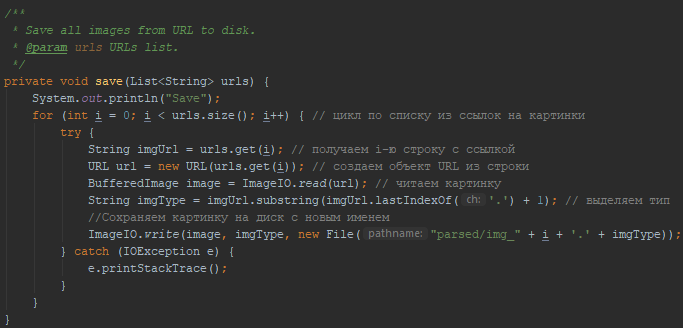 /**
 * Save all images from URL to disk.
 * @param urls URLs list.
 */
private void save(List<String> urls) {
    System.out.println("Save");
    for (int i = 0; i < urls.size(); i++) { // цикл по списку из ссылок на картинки
        try {
            String imgUrl = urls.get(i); // получаем i-ю строку с ссылкой
            URL url = new URL(urls.get(i)); // создаем объект URL из строки
            BufferedImage image = ImageIO.read(url); // читаем картинку
            String imgType = imgUrl.substring(imgUrl.lastIndexOf( ch: '.') + 1); // выделяем тип
            //Сохраняем картинку на диск с новым именем
            ImageIO.write(image, imgType, new File( pathname: "parsed/img_" + i + '.' + imgType));
        } catch (IOException e) {
            e.printStackTrace();
        }
    }
}